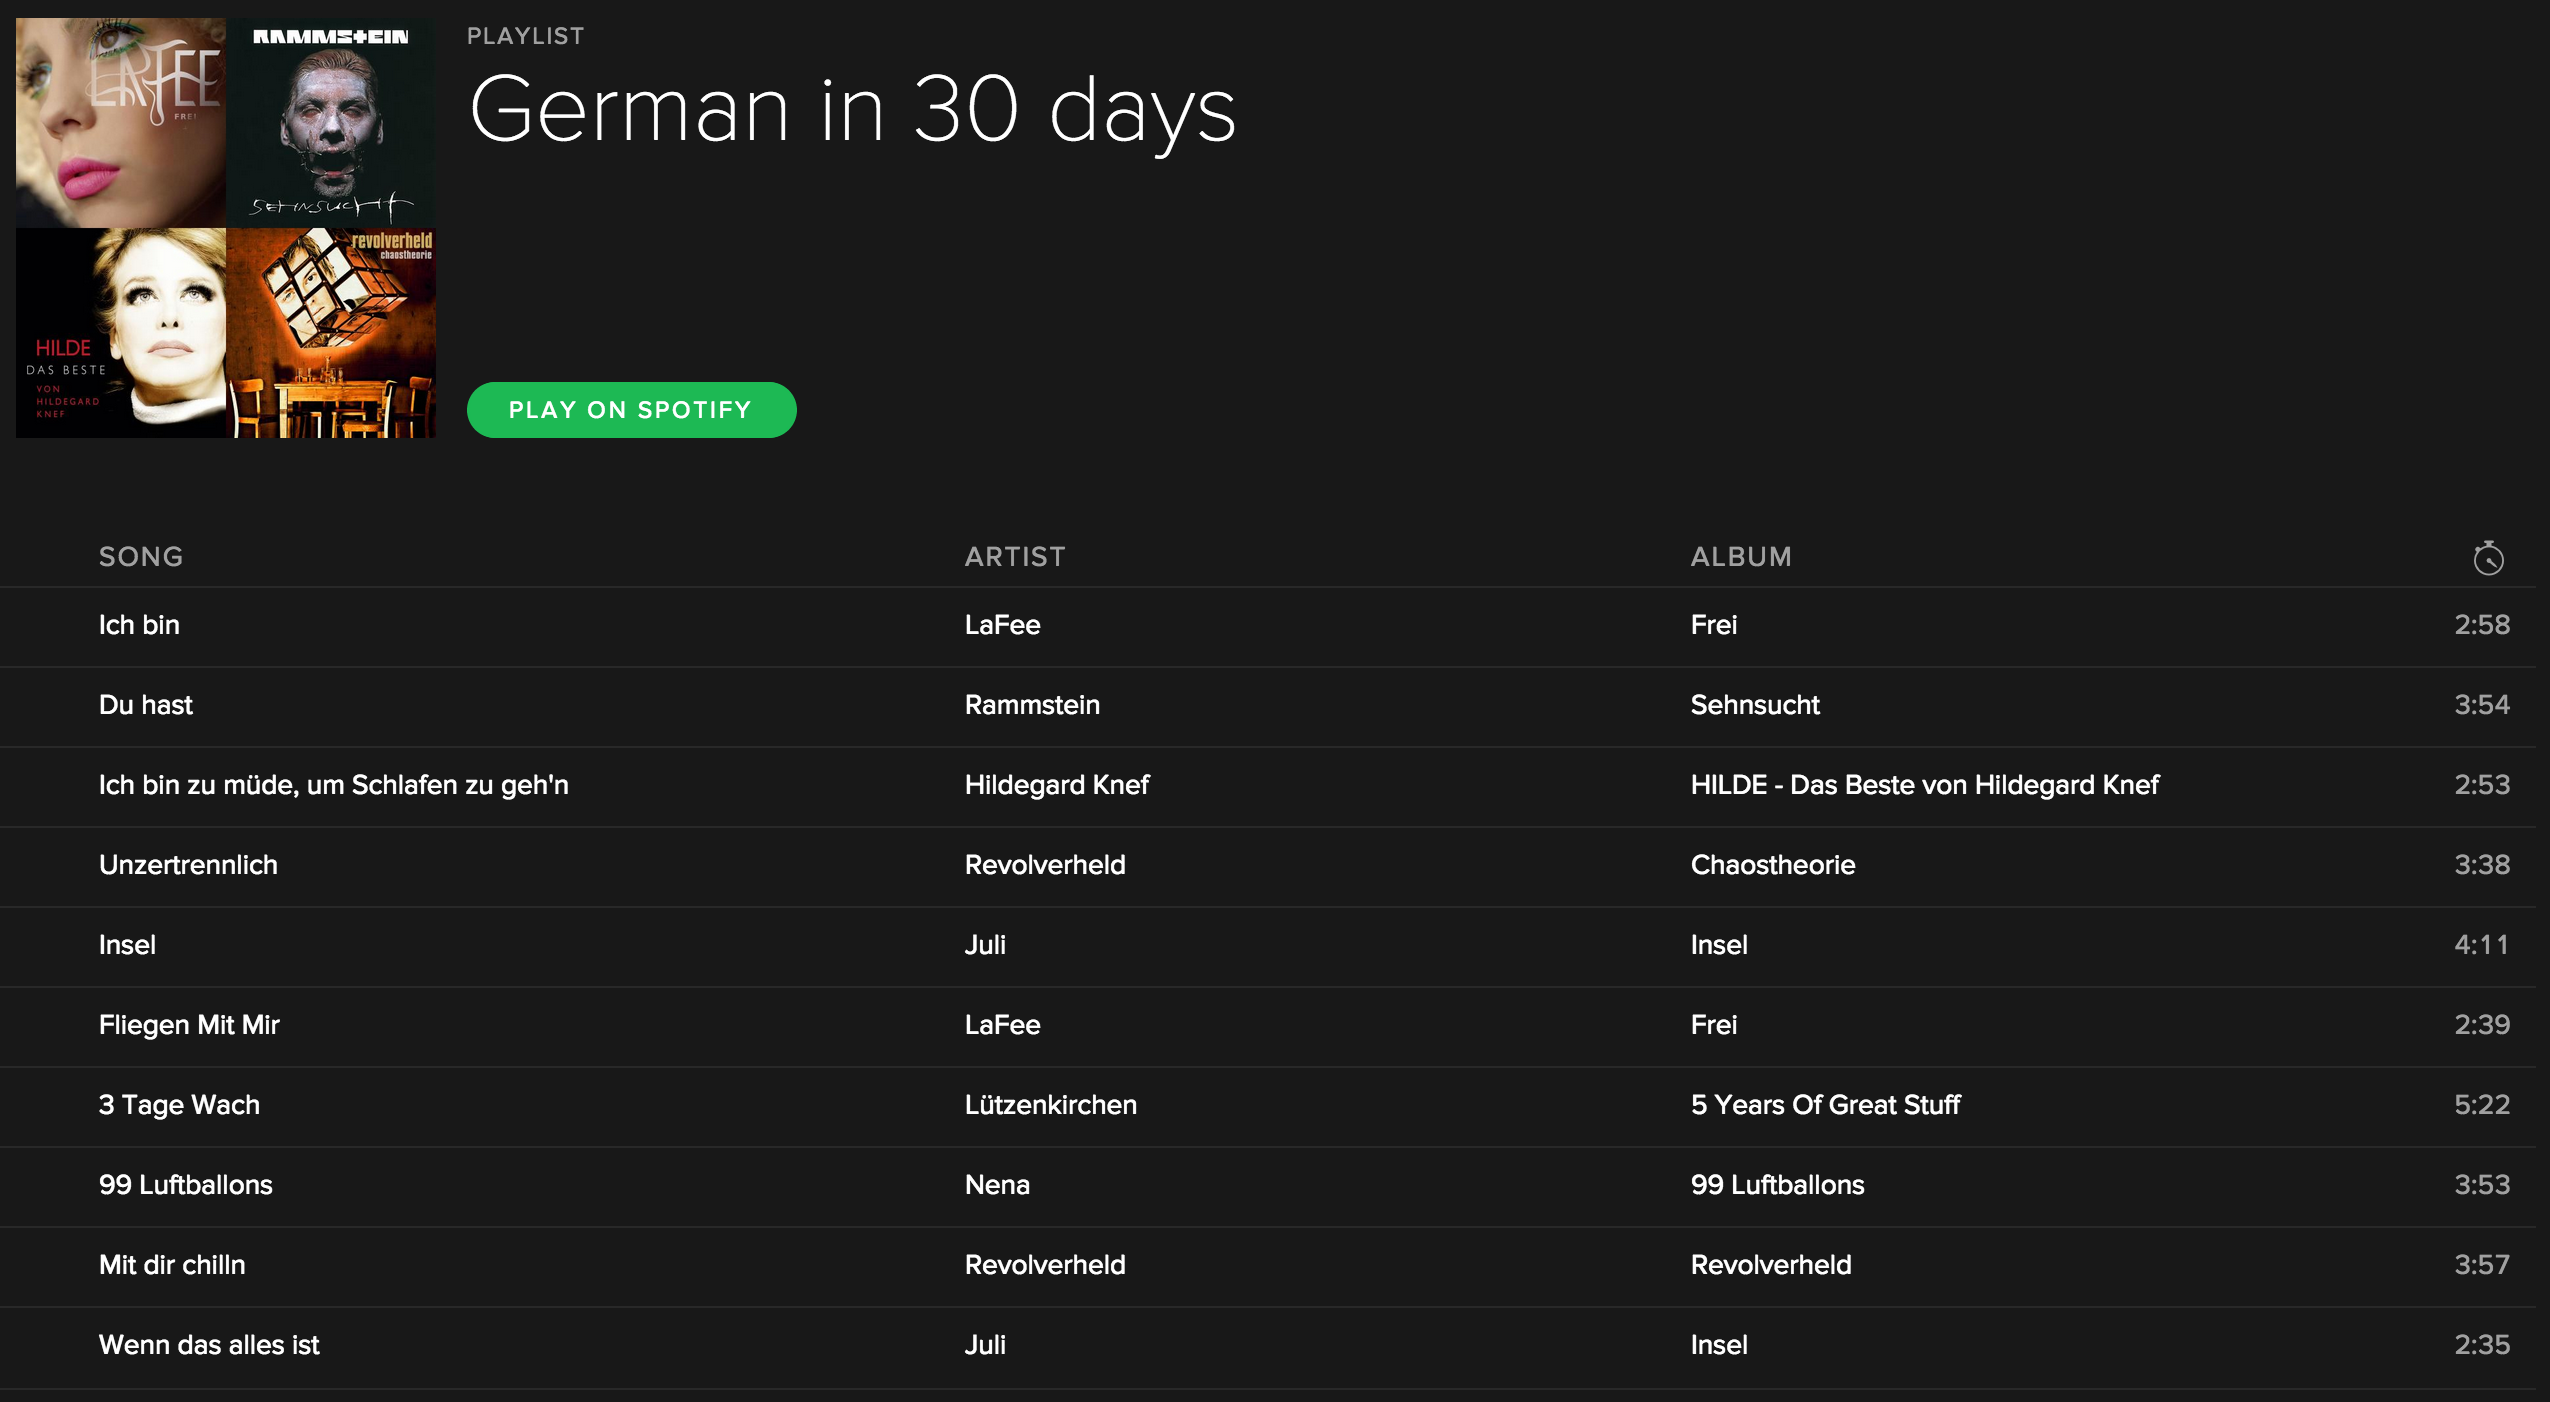 LAFEE
FREI
RAMMSTEIN
SEHNSUCHT
HILDE
DAS BESTE
VON
HILDEGARD
KNEF
revolverheld
chaostheorie
PLAYLIST
German in 30 days
PLAY ON SPOTIFY
SONG ARTIST ALBUM
Ich bin LaFee Frei 2:58
Du hast Rammstein Sehnsucht 3:54
Ich bin zu müde, um Schlafen zu geh'n Hildegard Knef HILDE - Das Beste von Hildegard Knef 2:53
Unzertrennlich Revolverheld Chaostheorie 3:38
Insel Juli Insel 4:11
Fliegen Mit Mir LaFee Frei 2:39
3 Tage Wach Lützenkirchen 5 Years Of Great Stuff 5:22
99 Luftballons Nena 99 Luftballons 3:53
Mit dir chilln Revolverheld Revolverheld 3:57
Wenn das alles ist Juli Insel 2:35